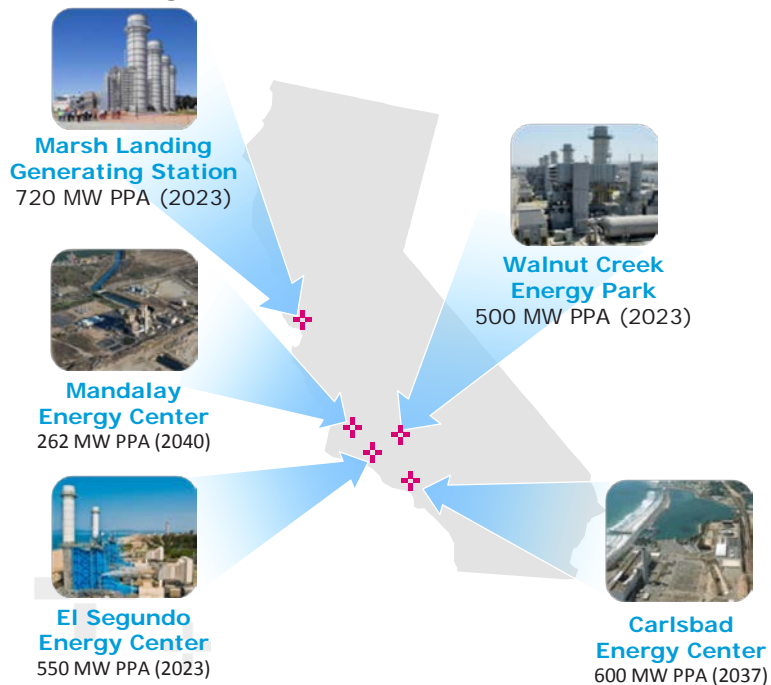 Marsh Landing
Generating Station
720 MW PPA (2023)
Walnut Creek
Energy Park
500 MW PPA (2023)
Mandalay
Energy Center
262 MW PPA (2040)
El Segundo
Energy Center
550 MW PPA (2023)
Carlsbad
Energy Center
600 MW PPA (2037)